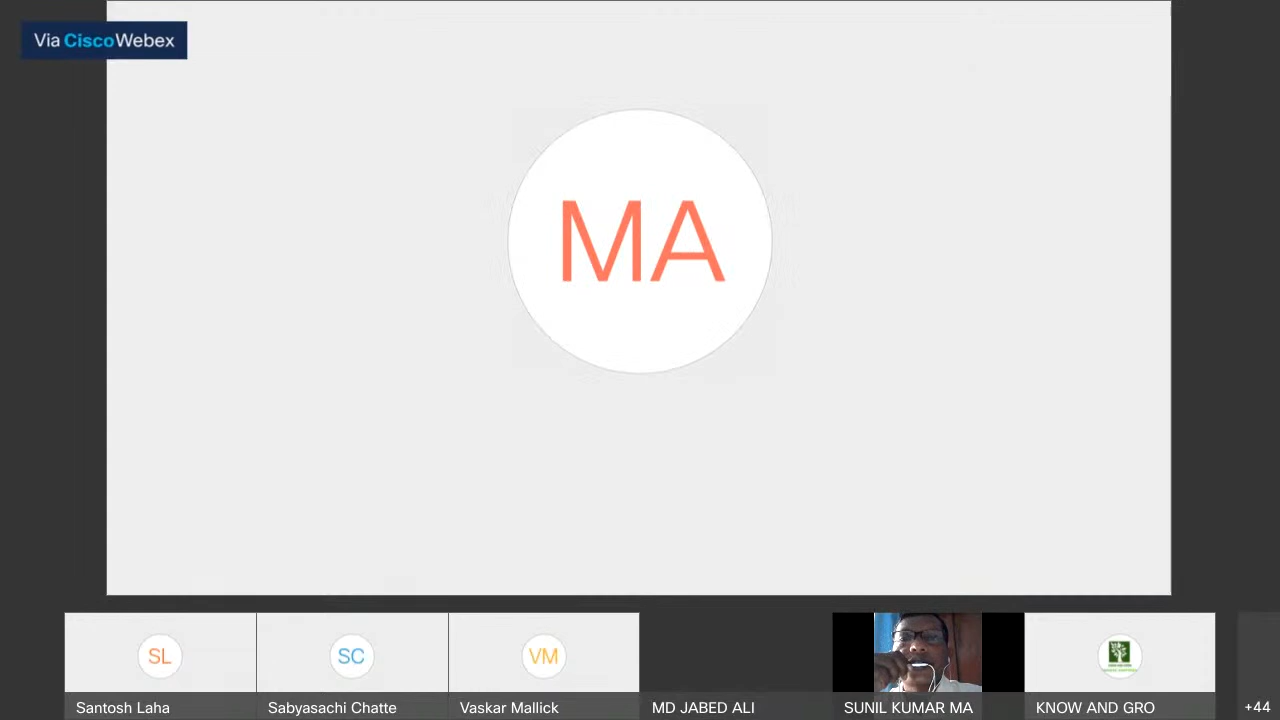 Via CiscoWebex
MA
SL
SC
VM
Santosh Laha
Sabyasachi Chatte
Vaskar Mallick
MD JABED ALI
SUNIL KUMAR MA
KNOW AND GRO
+44